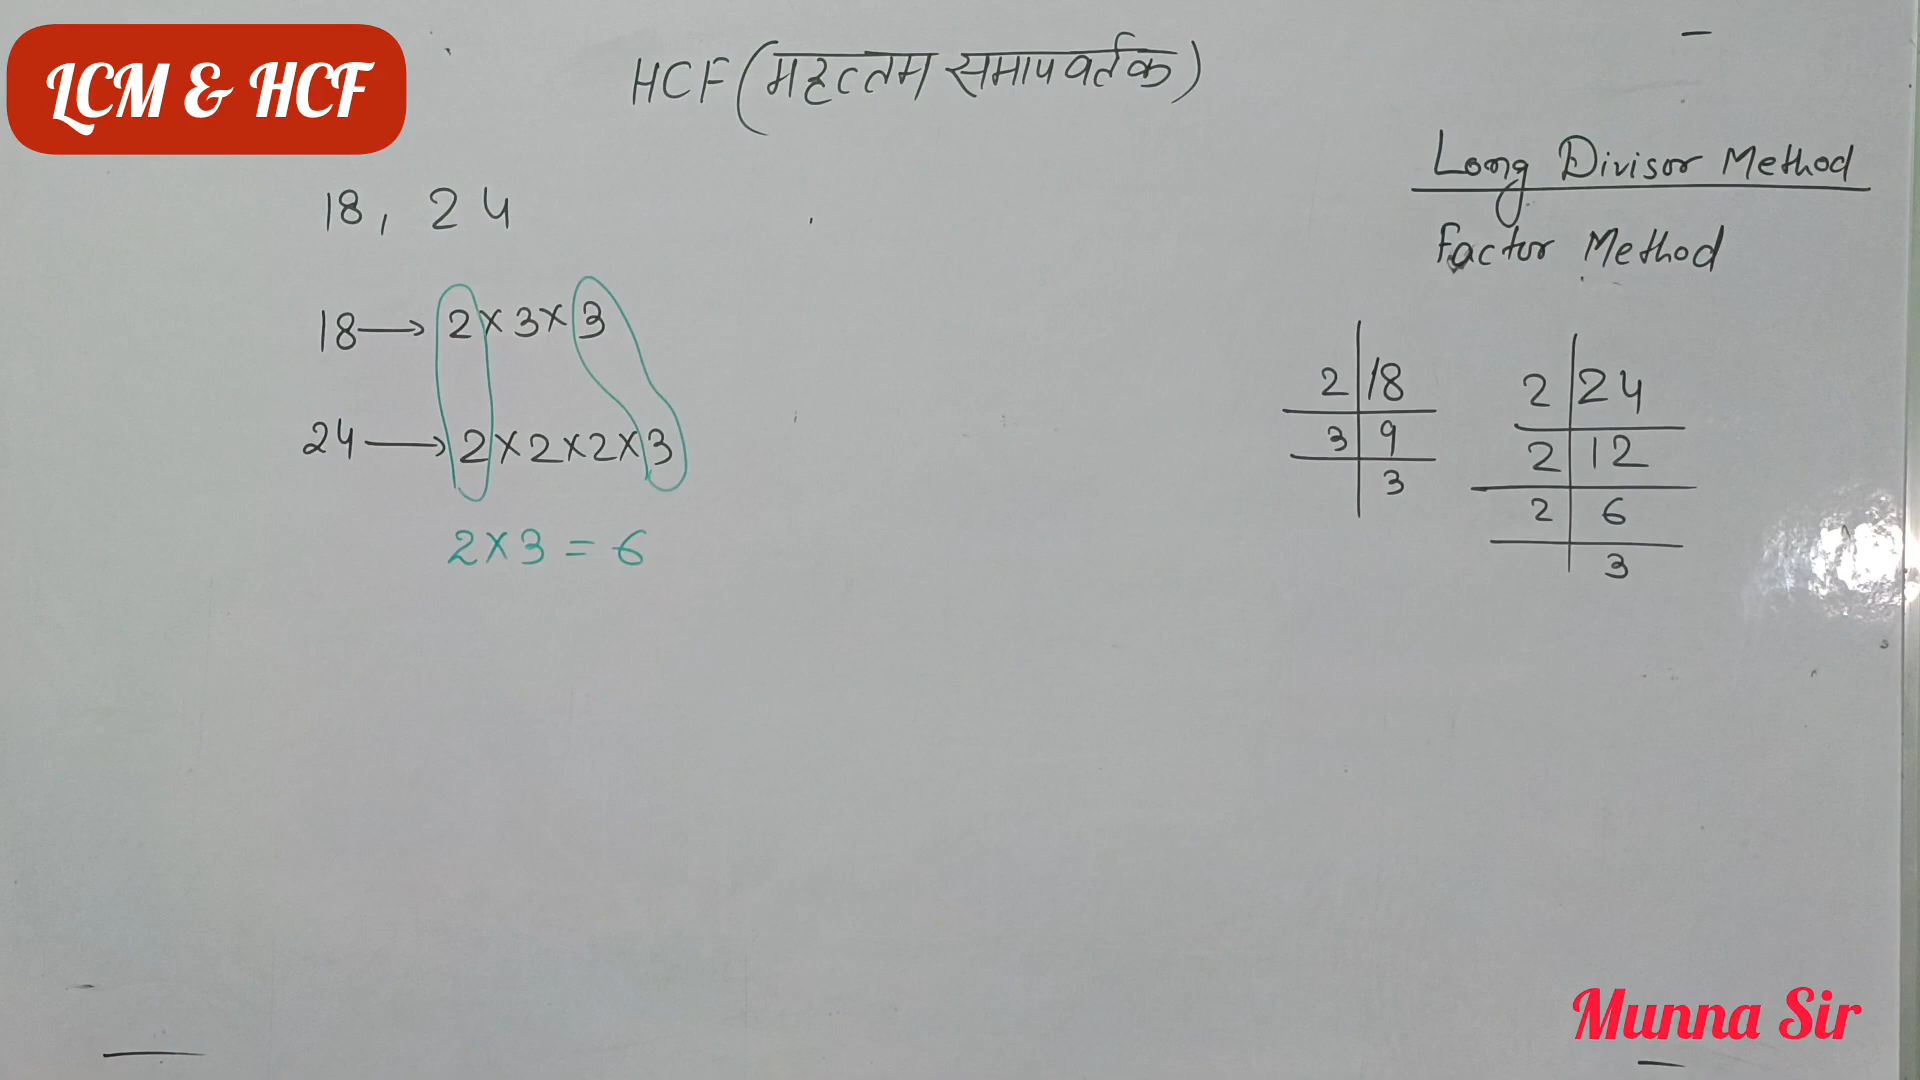 LCM & HCF
HCF (महत्तम समापवर्तक)
Long Divisor Method
Factor Method
18, 24
18 → 2 × 3 × 3
24 → 2 × 2 × 2 × 3
2 × 3 = 6
2 | 18
3 | 9
3
2 | 24
2 | 12
2 | 6
3
Munna Sir